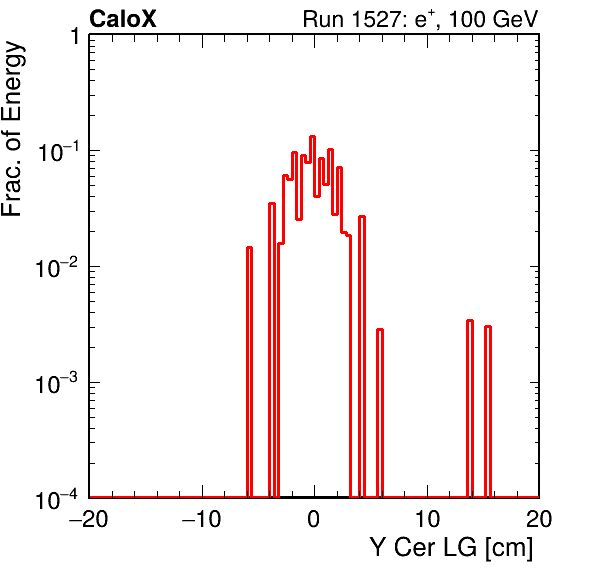 CaloX Run 1527: e⁺, 100 GeV
Frac. of Energy
1
10⁻¹
10⁻²
10⁻³
10⁻⁴
−20 −10 0 10 20
Y Cer LG [cm]